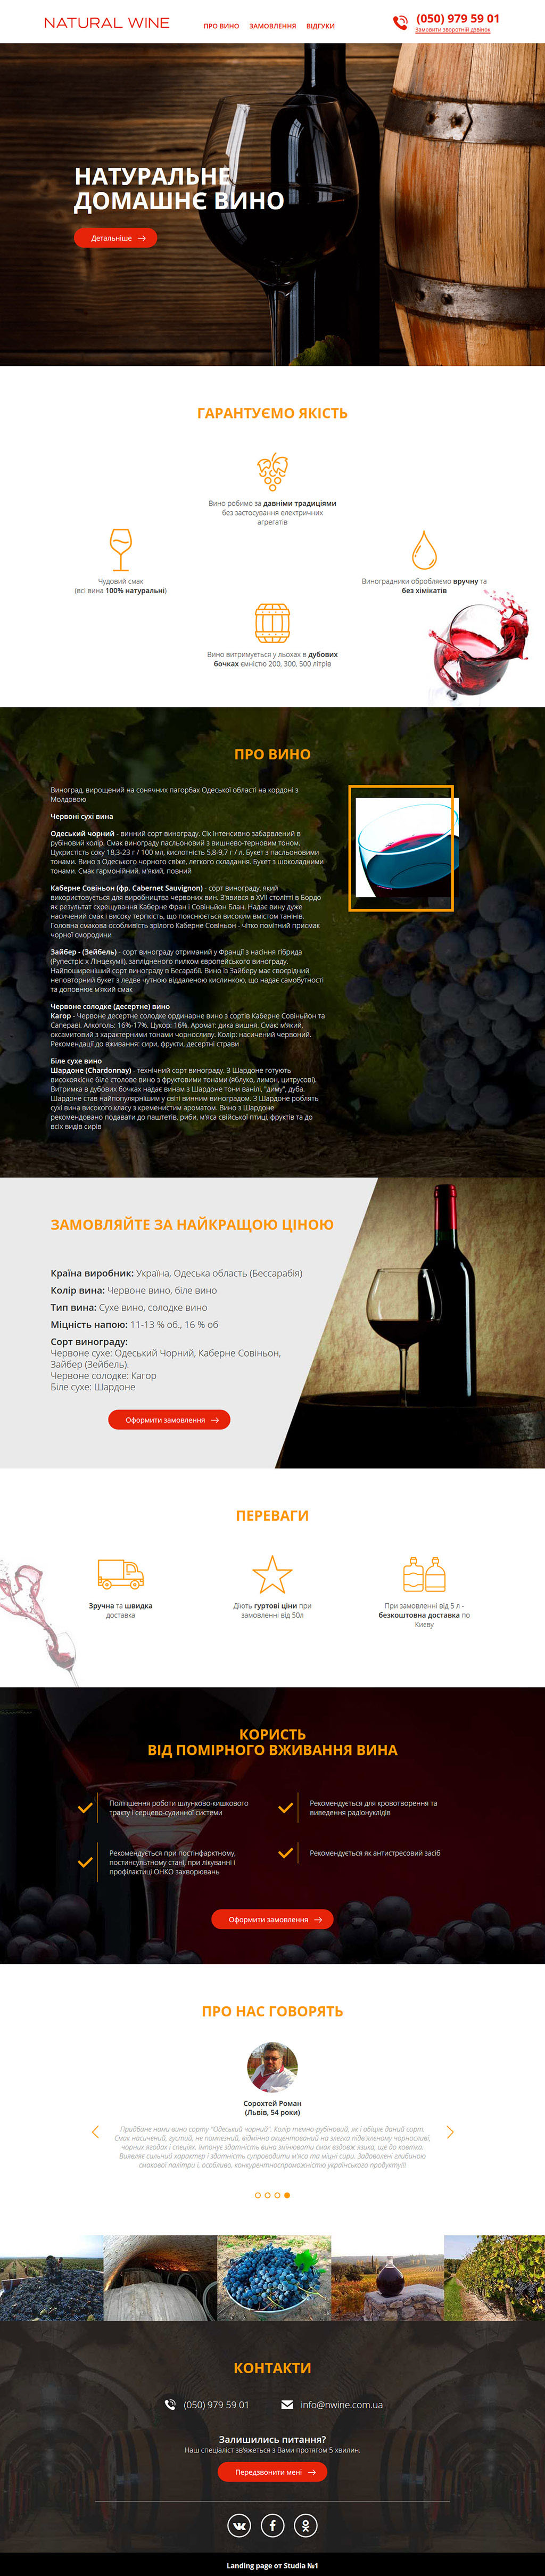 NATURAL WINE
ПРО ВИНО ЗАМОВЛЕННЯ ВІДГУКИ
(050) 979 59 01
Замовити зворотній дзвінок
НАТУРАЛЬНЕ
ДОМАШНЄ ВИНО
Детальніше
ГАРАНТУЄМО ЯКІСТЬ
Вино робимо за давніми традиціями
без застосування електричних
агрегатів
Чудовий смак
(всі вина 100% натуральні)
Виноградники обробляємо вручну та
без хімікатів
Вино витримується у льохах в дубових
бочках ємністю 200, 300, 500 літрів
ПРО ВИНО
Виноград, вирощений на сонячних пагорбах Одеської області на кордоні з
Молдовою
Червоні сухі вина
Одеський чорний - винний сорт винограду. Сік інтенсивно забарвлений в
рубіновий колір. Смак виноградний пасльоновий з вишнево-терновим тоном.
Цукристість соку 18,3-23 г / 100 мл, кислотність 5,8-9,7 г / л. Букет з пасльоновими
тонами. Вино з Одеського чорного свіже, легкого складання. Букет з шоколадними
тонами. Смак гармонійний, м'який, повний
Каберне Совіньон (фр. Cabernet Sauvignon) - сорт винограду, який
використовується для виробництва червоних вин. З'явився в XVII столітті в Бордо
як результат схрещування Каберне Фран і Совіньйон Блан. Надає вину дуже
насичений смак і високу терпкість, що пояснюється високим вмістом танінів.
Головна смакова особливість зрілого Каберне Совіньон - чітко помітний присмак
чорної смородини
Зайбер - (Зейбель) - сорт винограду отриманий у Франції з насіння гібрида
(Рупестріс х Лінцекумії), заплідненого пилком європейського винограду.
Найпоширеніший сорт винограду в Бесарабії. Вино із Зайберу має своєрідний
неповторний букет з ледве чутною віддаленою кислинкою, що надає самобутності
та доповнює м'який смак
Червоне солодке (десертне) вино
Кагор - Червоне десертне солодке ординарне вино з сортів Каберне Совіньйон та
Сапераві. Алкоголь: 16%-17%. Цукор: 16%. Аромат: дика вишня. Смак: м'який,
оксамитовий з характерними тонами чорносливу. Колір: насичений червоний.
Рекомендації до вживання: сири, фрукти, десертні страви
Біле сухе вино
Шардоне (Chardonnay) - технічний сорт винограду. З Шардоне готують
високоякісне біле столове вино з фруктовими тонами (яблуко, лимон, цитрусові).
Витримка в дубових бочках надає винам з Шардоне тони ванілі, "диму", дуба.
Шардоне став найпопулярнішим у світі винним виноградом. З Шардоне роблять
сухі вина високого класу з кременистим ароматом. Вино з Шардоне
рекомендовано подавати до паштетів, риби, м'яса свійської птиці, фруктів та до
всіх видів сирів
ЗАМОВЛЯЙТЕ ЗА НАЙКРАЩОЮ ЦІНОЮ
Країна виробник: Україна, Одеська область (Бессарабія)
Колір вина: Червоне вино, біле вино
Тип вина: Сухе вино, солодке вино
Міцність напою: 11-13 % об., 16 % об
Сорт винограду:
Червоне сухе: Одеський Чорний, Каберне Совіньон,
Зайбер (Зейбель).
Червоне солодке: Кагор
Біле сухе: Шардоне
Оформити замовлення
ПЕРЕВАГИ
Зручна та швидка
доставка
Діють гуртові ціни при
замовленні від 50л
При замовленні від 5 л -
безкоштовна доставка по
Києву
КОРИСТЬ
ВІД ПОМІРНОГО ВЖИВАННЯ ВИНА
Поліпшення роботи шлунково-кишкового
тракту і серцево-судинної системи
Рекомендується для кровотворення та
виведення радіонуклідів
Рекомендується при постінфарктному,
постинсультному стані, при лікуванні і
профілактиці ОНКО захворювань
Рекомендується як антистресовий засіб
Оформити замовлення
ПРО НАС ГОВОРЯТЬ
Сорохтей Роман
(Львів, 54 роки)
Придбане нами вино сорту "Одеський чорний". Колір темно-рубіновий, як і обіцяє даний сорт.
Смак насичений, густий, не нав'язливий, відмінно акцентований на злегка підв'яленому чорносливі,
чорних ягодах і спеціях. Імпонує здатність вина змінювати смак вздовж язика, ще до ковтка.
Виявляє сильний характер і здатність супроводити м'ясо та міцні сири. Задоволені глибиною
смакової палітри і, особливо, конкурентноспроможністю українського продукту!!!
КОНТАКТИ
(050) 979 59 01 info@nwine.com.ua
Залишились питання?
Наш спеціаліст зв'яжеться з Вами протягом 5 хвилин.
Передзвонити мені
Landing page от Studia №1